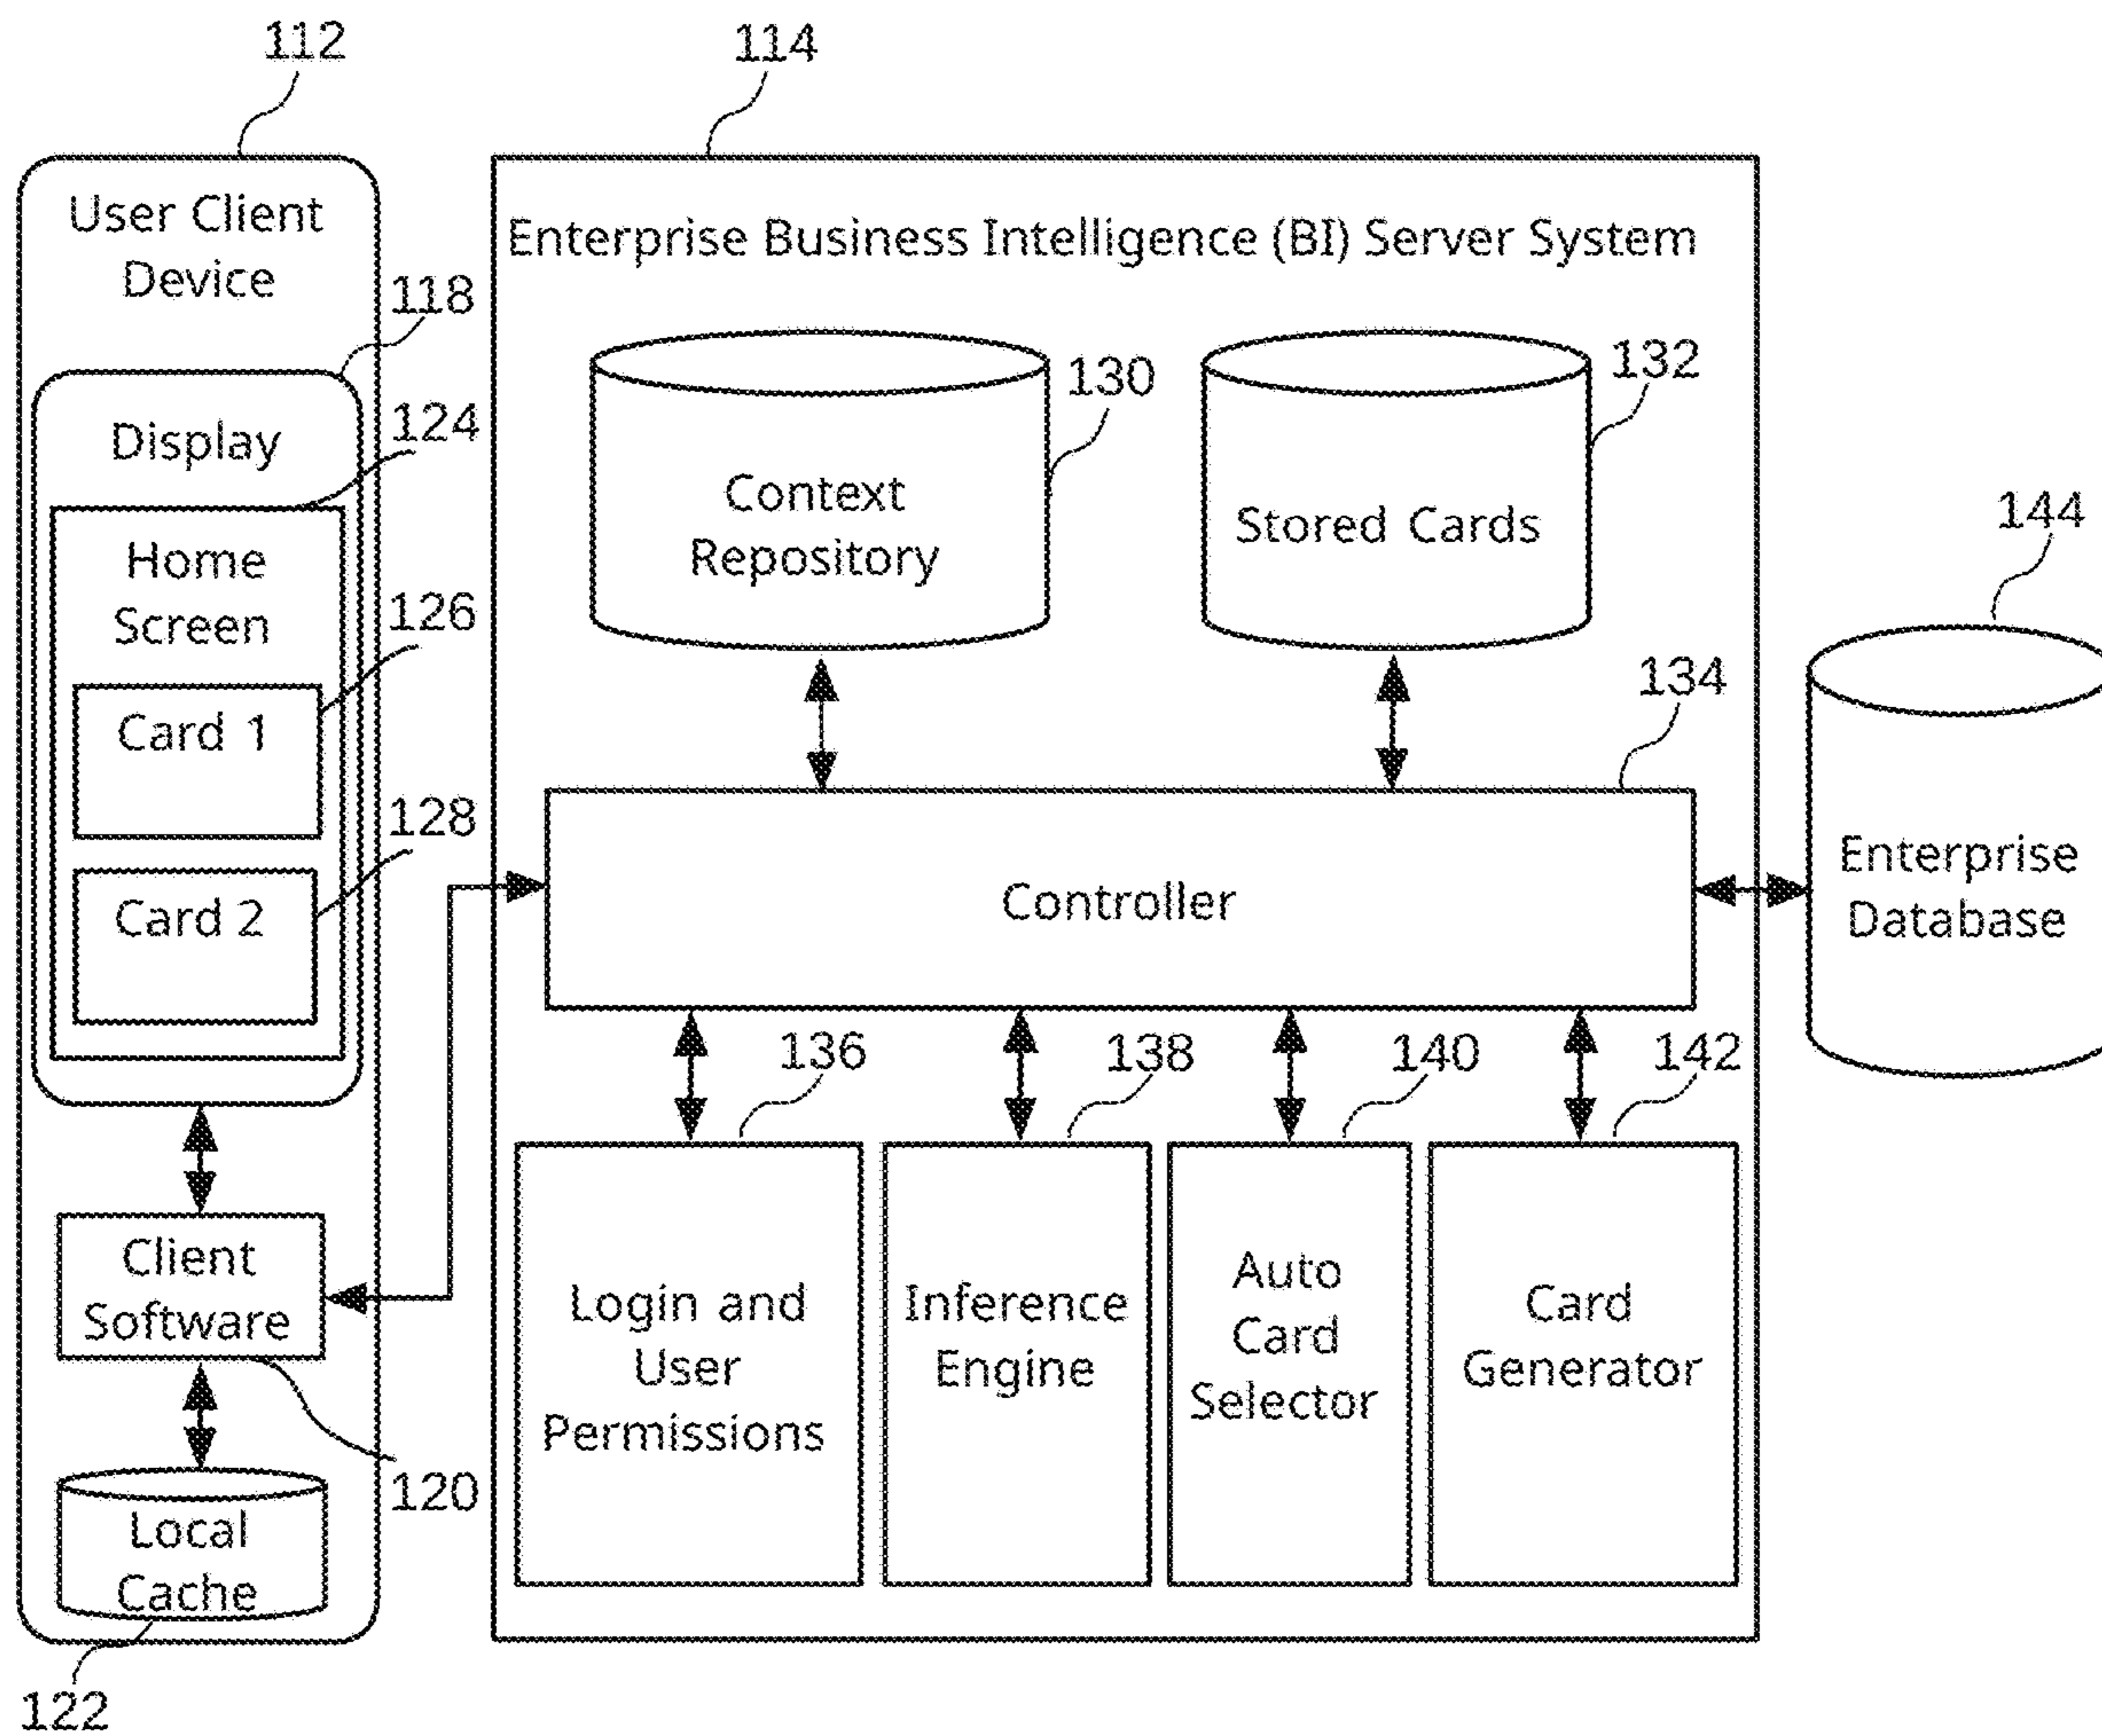 112
114
User Client
Device
Enterprise Business Intelligence (BI) Server System
118
Display
124
130
132
Context
Repository
Stored Cards
144
Home
Screen
126
134
Card 1
128
Card 2
Controller
Enterprise
Database
136
138
140
142
Client
Software
Login and
User
Permissions
Inference
Engine
Auto
Card
Selector
Card
Generator
120
Local
Cache
122